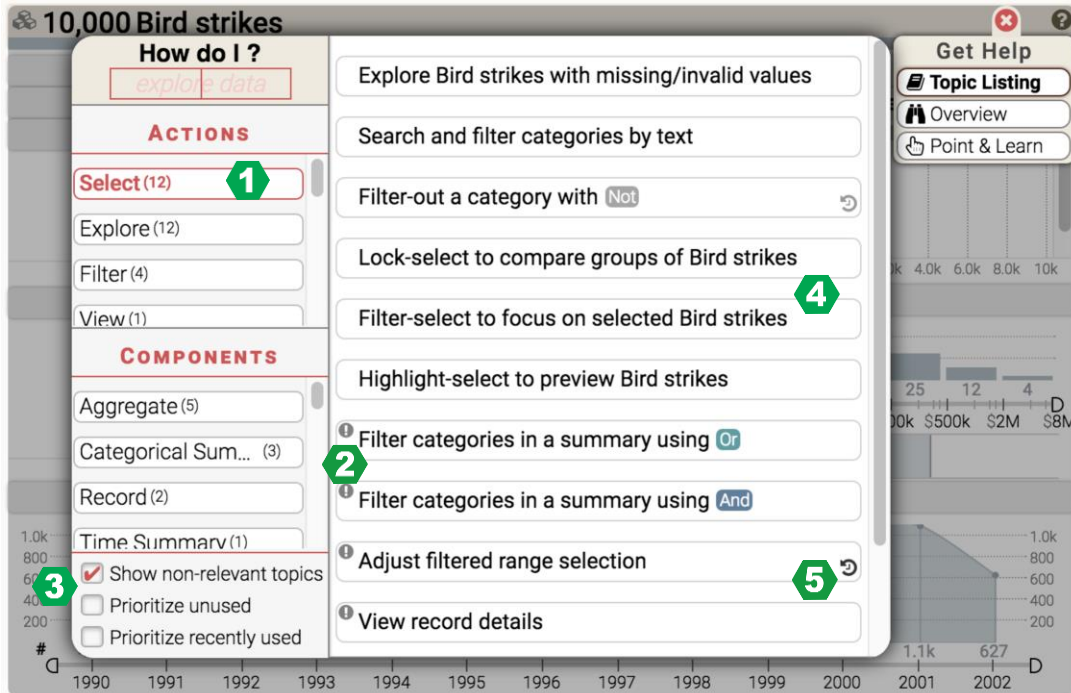 10,000 Bird strikes
How do I ?
explore data
ACTIONS
Select (12)
1
Explore (12)
Filter (4)
View (1)
COMPONENTS
Aggregate (5)
Categorical Sum... (3)
Record (2)
Time Summary (1)
3
Show non-relevant topics
Prioritize unused
Prioritize recently used
Explore Bird strikes with missing/invalid values
Search and filter categories by text
Filter-out a category with Not
Lock-select to compare groups of Bird strikes
4
Filter-select to focus on selected Bird strikes
Highlight-select to preview Bird strikes
Filter categories in a summary using Or
2
Filter categories in a summary using And
Adjust filtered range selection
5
View record details
Get Help
Topic Listing
Overview
Point & Learn
4.0k 6.0k 8.0k 10k
25 12 4
$500k $2M $8M
1.0k
800
200
#
1.0k
800
600
400
200
1.1k 627
1990 1991 1992 1993 1994 1995 1996 1997 1998 1999 2000 2001 2002